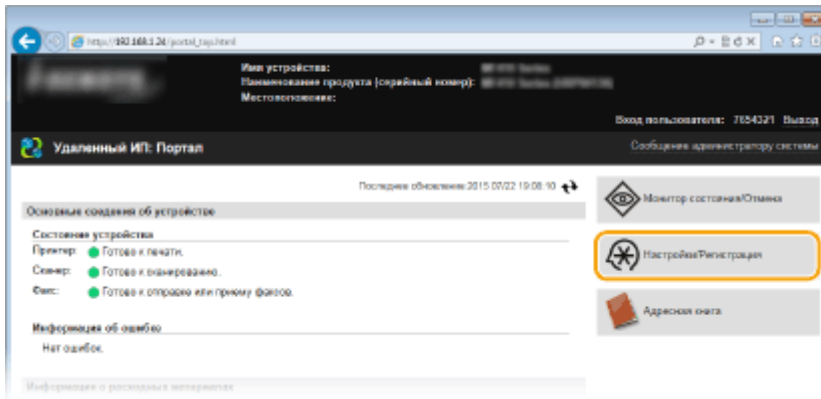 http://192.168.1.24/portal_top.html
Имя устройства:
Наименование продукта (серийный номер):
Местоположение:
Вход пользователя: 7654321 Выход
Удаленный ИП: Портал
Сообщение администратору системы
Последнее обновление: 2015 07/22 19:08:10
Монитор состояния/Отмена
Основные сведения об устройстве
Состояние устройства
Принтер: Готово к печати.
Настройки/Регистрация
Сканер: Готово к сканированию.
Факс: Готово к отправке или приему факсов.
Адресная книга
Информация об ошибке
Нет ошибок.
Информация о расходных материалах